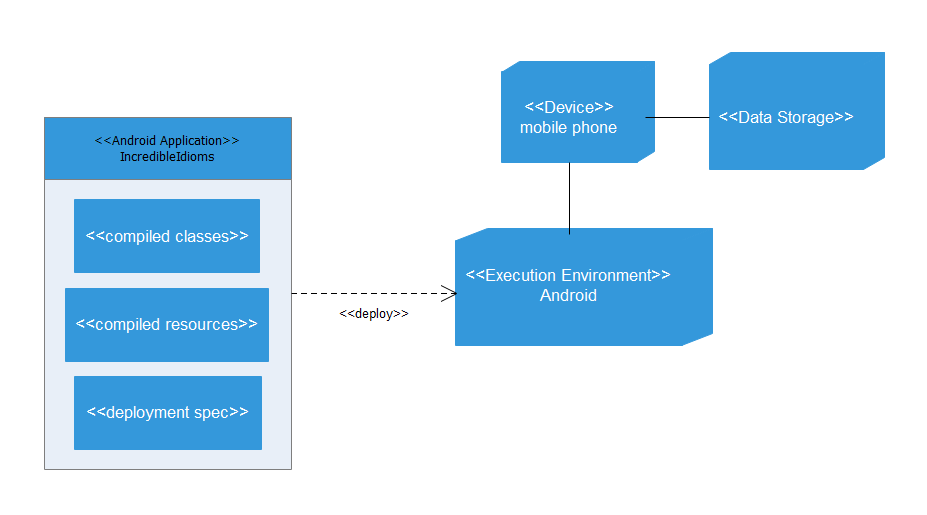 <<Android Application>>
IncredibleIdioms
<<compiled classes>>
<<compiled resources>>
<<deployment spec>>
<<deploy>>
<<Device>>
mobile phone
<<Data Storage>>
<<Execution Environment>>
Android